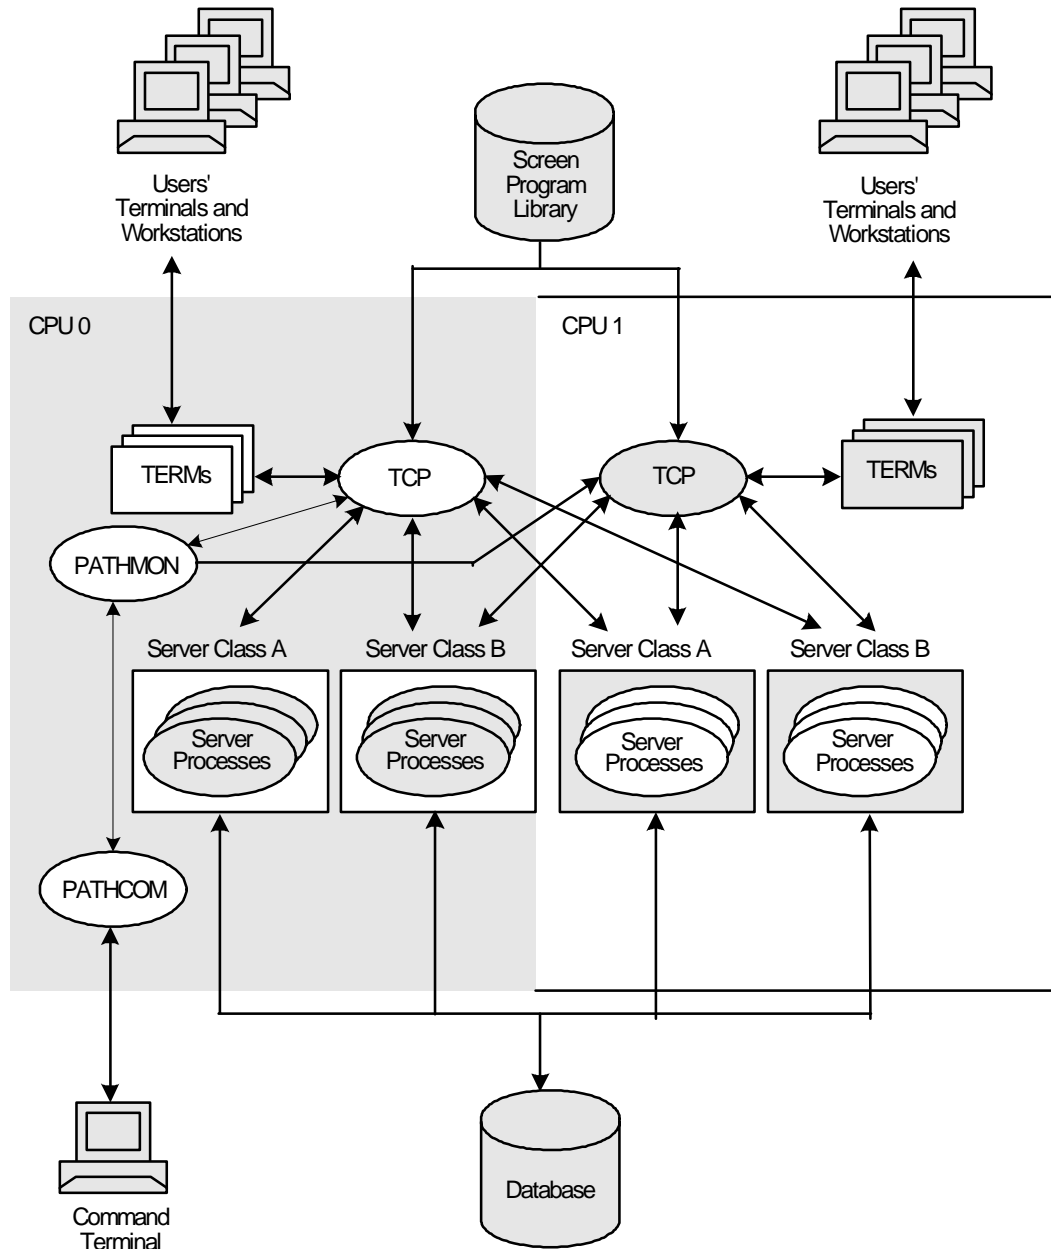 Users'
Terminals and
Workstations
Screen
Program
Library
Users'
Terminals and
Workstations
CPU 0
CPU 1
TERMs
TCP
TCP
TERMs
PATHMON
Server Class A
Server Class B
Server Class A
Server Class B
Server
Processes
Server
Processes
Server
Processes
Server
Processes
PATHCOM
Database
Command
Terminal